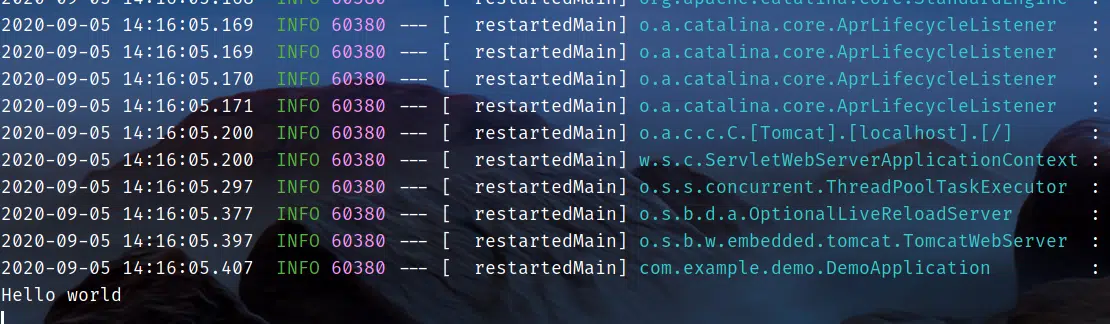 2020-09-05 14:16:05.168  INFO 60380 --- [  restartedMain] org.apache.catalina.core.StandardEngine  :
2020-09-05 14:16:05.169  INFO 60380 --- [  restartedMain] o.a.catalina.core.AprLifecycleListener   :
2020-09-05 14:16:05.169  INFO 60380 --- [  restartedMain] o.a.catalina.core.AprLifecycleListener   :
2020-09-05 14:16:05.170  INFO 60380 --- [  restartedMain] o.a.catalina.core.AprLifecycleListener   :
2020-09-05 14:16:05.171  INFO 60380 --- [  restartedMain] o.a.catalina.core.AprLifecycleListener   :
2020-09-05 14:16:05.200  INFO 60380 --- [  restartedMain] o.a.c.c.C.[Tomcat].[localhost].[/]       :
2020-09-05 14:16:05.200  INFO 60380 --- [  restartedMain] w.s.c.ServletWebServerApplicationContext :
2020-09-05 14:16:05.297  INFO 60380 --- [  restartedMain] o.s.s.concurrent.ThreadPoolTaskExecutor  :
2020-09-05 14:16:05.377  INFO 60380 --- [  restartedMain] o.s.b.d.a.OptionalLiveReloadServer       :
2020-09-05 14:16:05.397  INFO 60380 --- [  restartedMain] o.s.b.w.embedded.tomcat.TomcatWebServer  :
2020-09-05 14:16:05.407  INFO 60380 --- [  restartedMain] com.example.demo.DemoApplication         :
Hello world